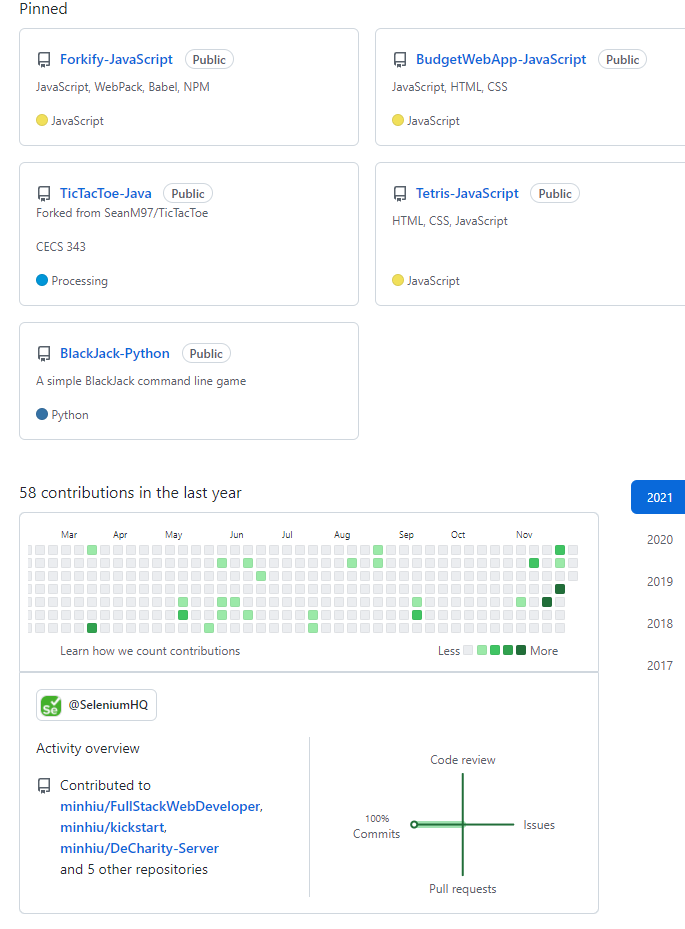 Pinned
Forkify-JavaScript Public
JavaScript, WebPack, Babel, NPM
JavaScript
BudgetWebApp-JavaScript Public
JavaScript, HTML, CSS
JavaScript
TicTacToe-Java Public
Forked from SeanM97/TicTacToe
CECS 343
Processing
Tetris-JavaScript Public
HTML, CSS, JavaScript
JavaScript
BlackJack-Python Public
A simple BlackJack command line game
Python
58 contributions in the last year
Mar Apr May Jun Jul Aug Sep Oct Nov
Learn how we count contributions
Less More
2021
2020
2019
2018
2017
Se @SeleniumHQ
Activity overview
Contributed to
minhiu/FullStackWebDeveloper,
minhiu/kickstart,
minhiu/DeCharity-Server
and 5 other repositories
Code review
100%
Commits
Issues
Pull requests